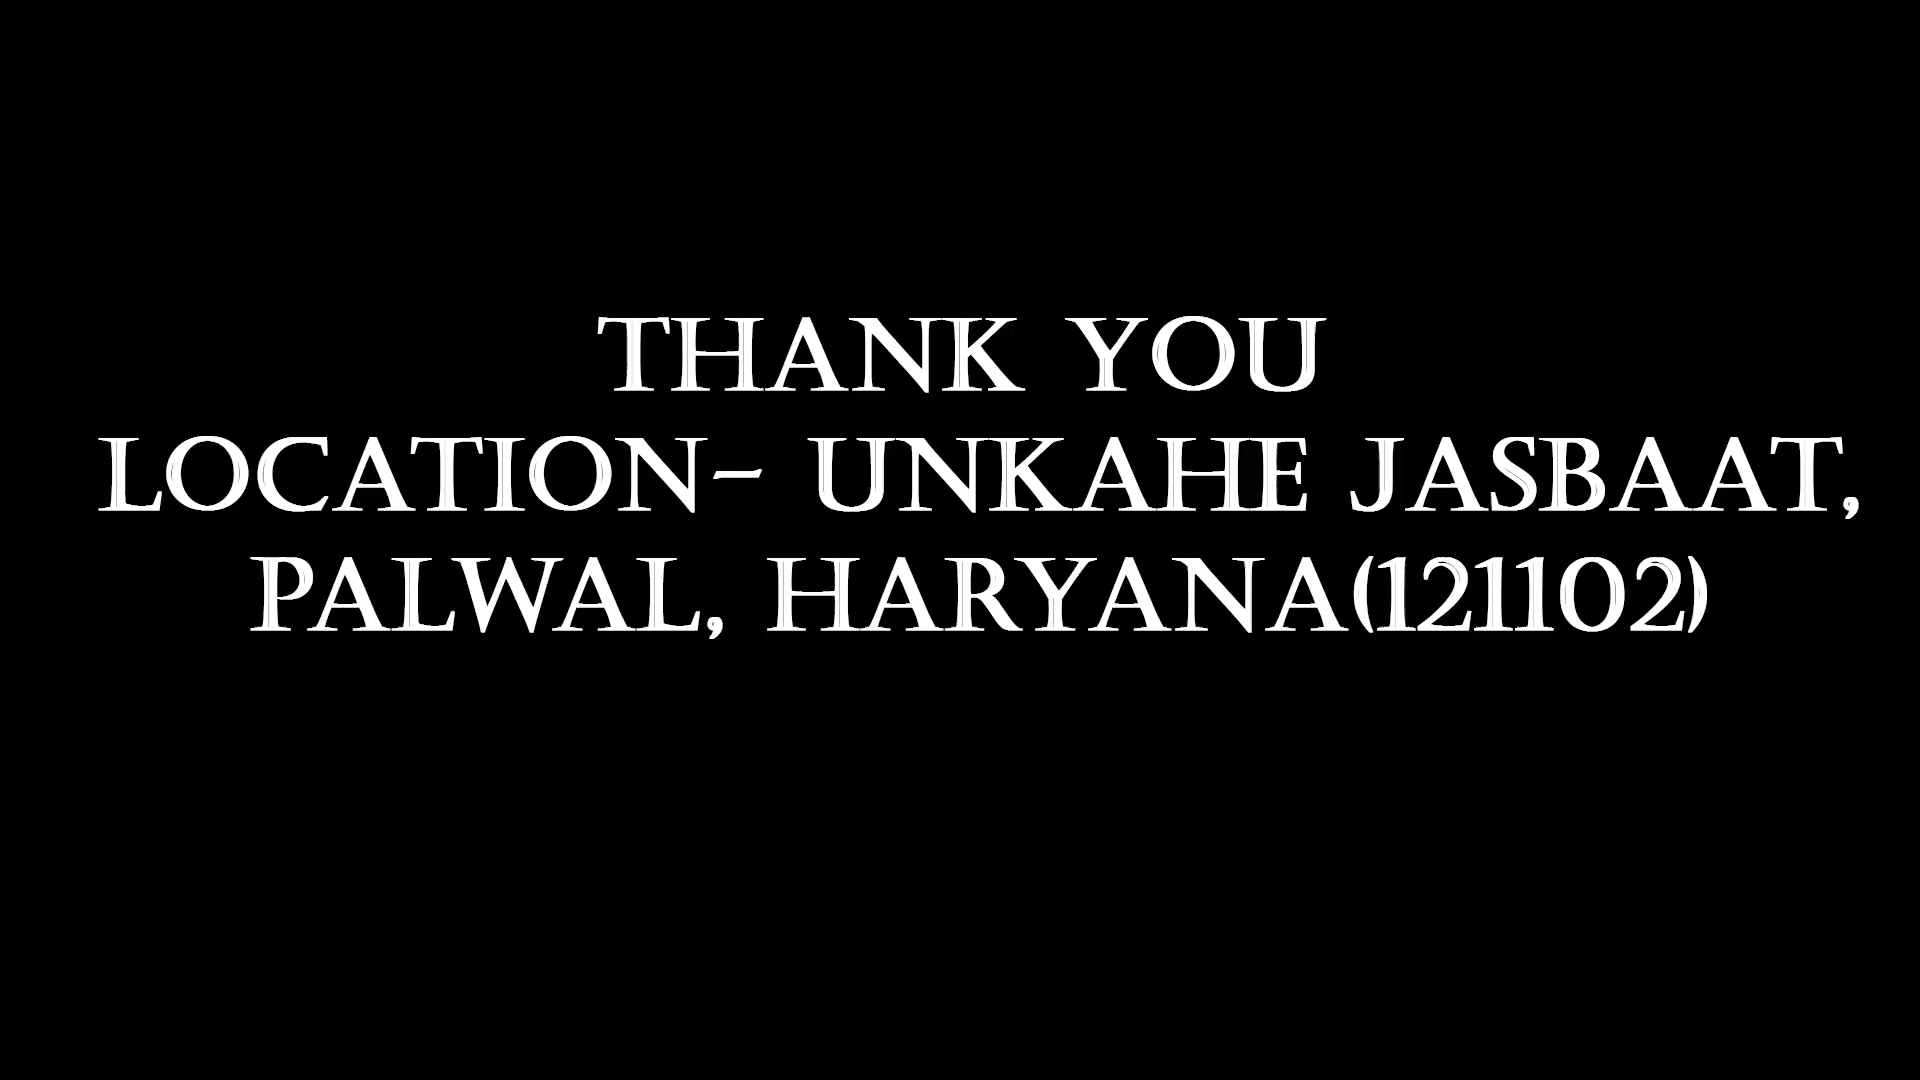 THANK YOU
LOCATION- UNKAHE JASBAAT,
PALWAL, HARYANA(121102)